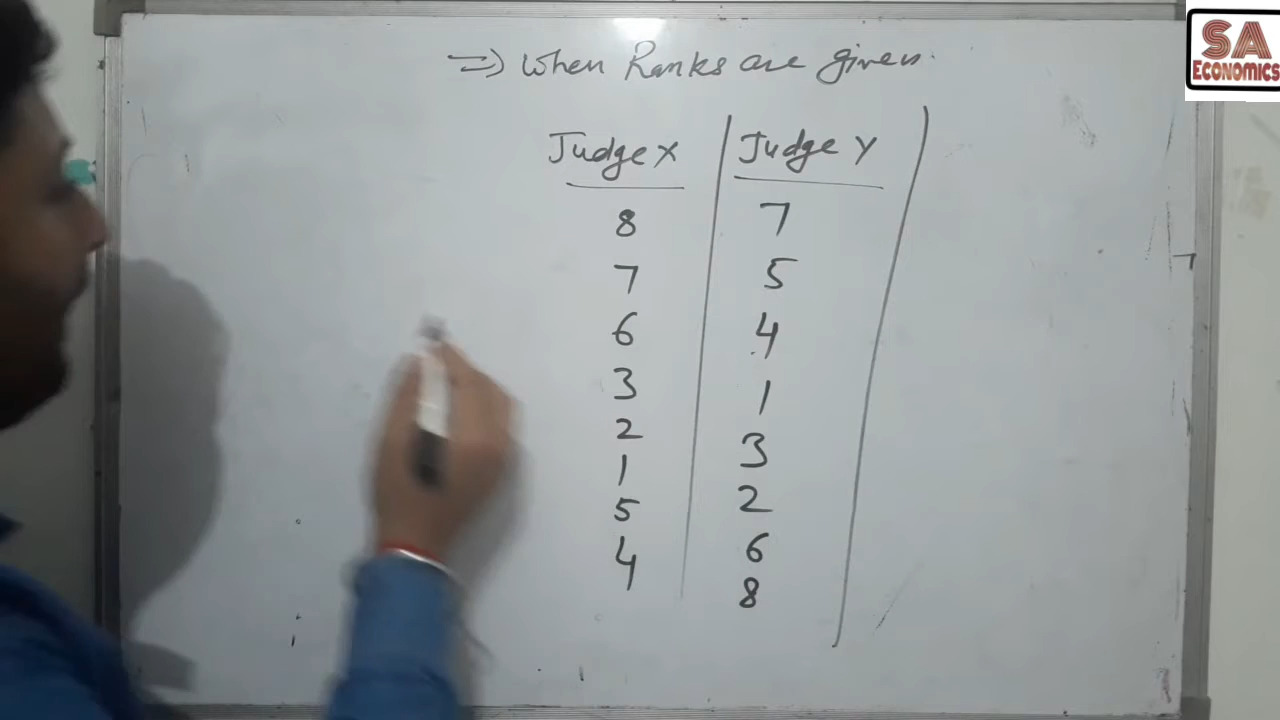 SA
ECONOMICS
=> When Ranks are given.
Judge X Judge Y
8 7
7 5
6 4
3 1
2 3
1 2
5 6
4 8